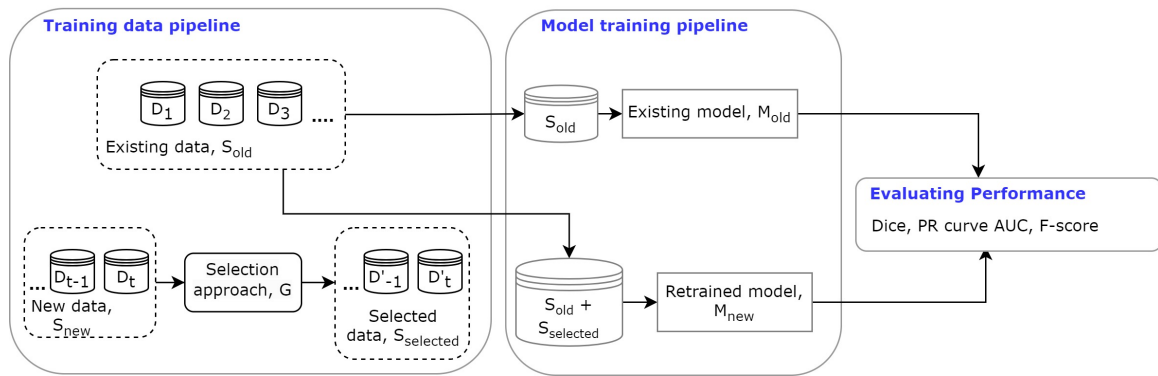 Training data pipeline
D1 D2 D3 ....
Existing data, Sold
... Dt-1 Dt
New data,
Snew
Selection
approach, G
... D'-1 D't
Selected
data, Sselected
Model training pipeline
Sold
Existing model, Mold
Sold +
Sselected
Retrained model,
Mnew
Evaluating Performance
Dice, PR curve AUC, F-score